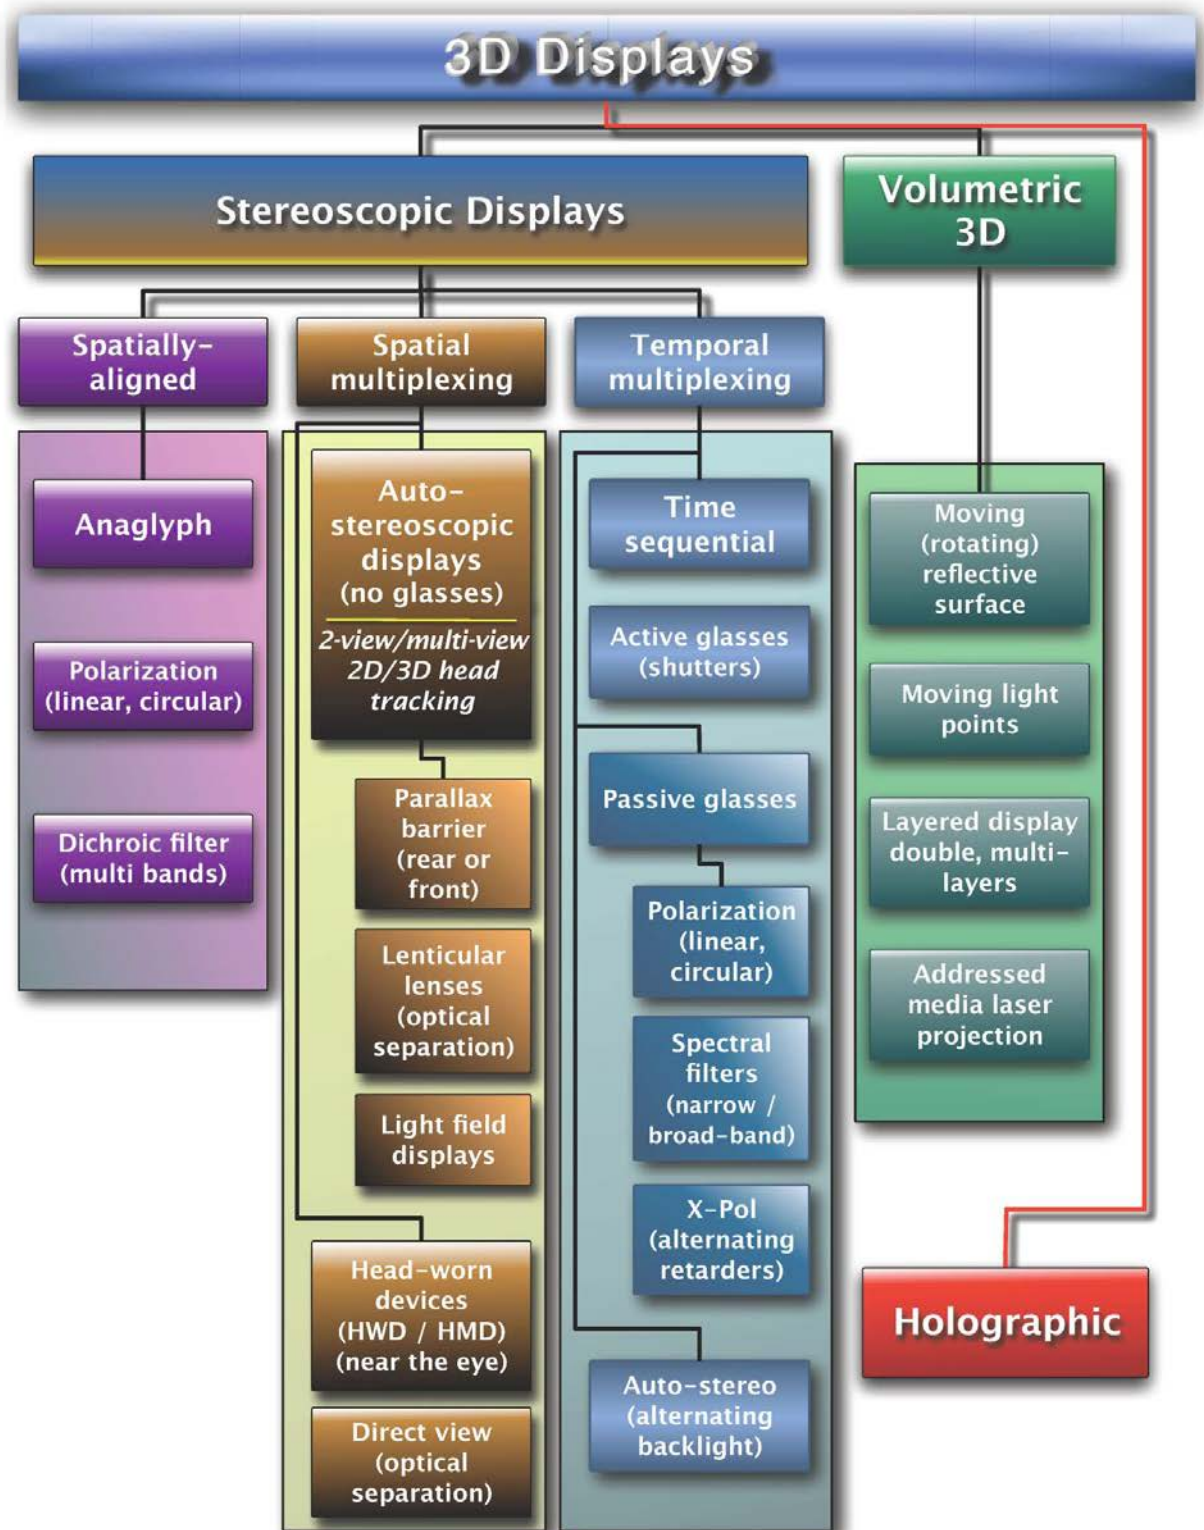 3D Displays
Stereoscopic Displays
Volumetric
3D
Spatially-
aligned
Anaglyph
Polarization
(linear, circular)
Dichroic filter
(multi bands)
Spatial
multiplexing
Auto-
stereoscopic
displays
(no glasses)
2-view/multi-view
2D/3D head
tracking
Parallax
barrier
(rear or
front)
Lenticular
lenses
(optical
separation)
Light field
displays
Head-worn
devices
(HWD / HMD)
(near the eye)
Direct view
(optical
separation)
Temporal
multiplexing
Time
sequential
Active glasses
(shutters)
Passive glasses
Polarization
(linear,
circular)
Spectral
filters
(narrow /
broad-band)
X-Pol
(alternating
retarders)
Auto-stereo
(alternating
backlight)
Moving
(rotating)
reflective
surface
Moving light
points
Layered display
double, multi-
layers
Addressed
media laser
projection
Holographic